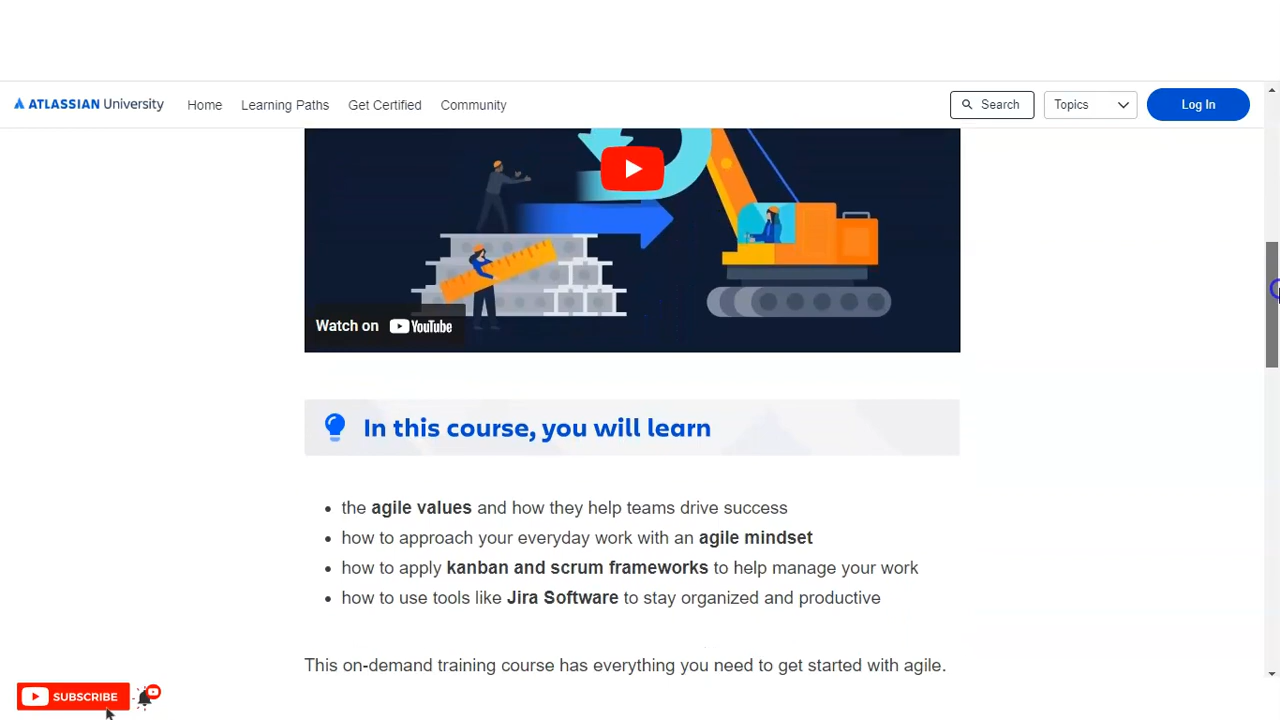 ATLASSIAN University
Home
Learning Paths
Get Certified
Community
Search
Topics
Log In
Watch on YouTube
In this course, you will learn
• the agile values and how they help teams drive success
• how to approach your everyday work with an agile mindset
• how to apply kanban and scrum frameworks to help manage your work
• how to use tools like Jira Software to stay organized and productive
This on-demand training course has everything you need to get started with agile.
SUBSCRIBE